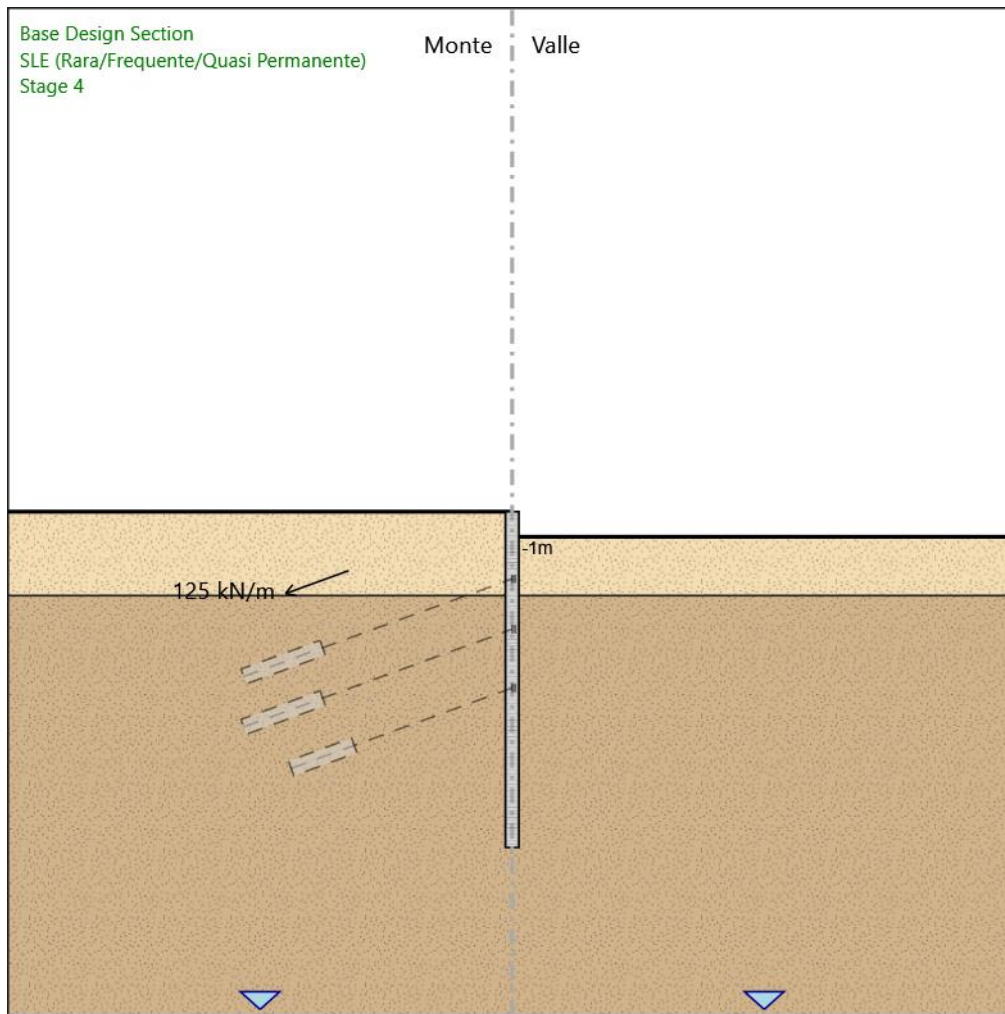 Base Design Section
SLE (Rara/Frequente/Quasi Permanente)
Stage 4
Monte
Valle
-1m
125 kN/m